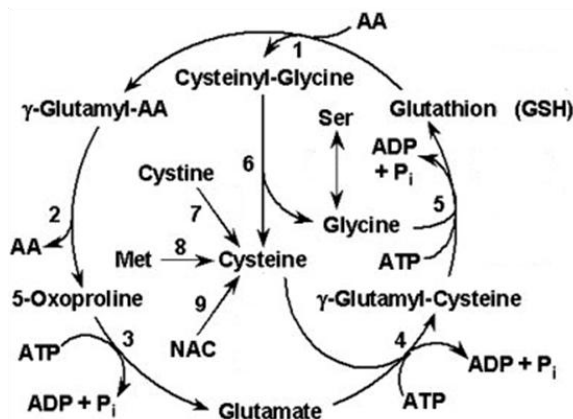 AA
1
Cysteinyl-Glycine
γ-Glutamyl-AA
Glutathion (GSH)
Ser
ADP
+ Pi
6
Cystine
2
7
5
AA
Glycine
Met
8
Cysteine
ATP
5-Oxoproline
γ-Glutamyl-Cysteine
9
ATP
3
NAC
4
ADP + Pi
ADP + Pi
ATP
Glutamate